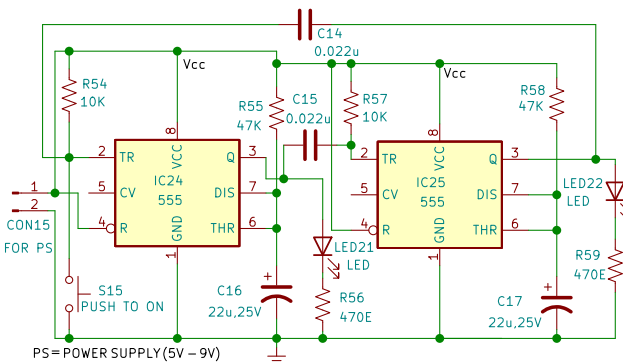 C14
0.022u
Vcc
Vcc
R54
10K
R55
47K
C15
0.022u
R57
10K
R58
47K
8
2
TR
VCC
Q
3
IC24
555
5
CV
DIS
7
4
R
GND
THR
6
1
8
2
TR
VCC
Q
3
IC25
555
5
CV
DIS
7
4
R
GND
THR
6
1
1
2
CON15
FOR PS
LED21
LED
LED22
LED
R59
470E
S15
PUSH TO ON
C16
22u,25V
R56
470E
C17
22u,25V
PS=POWER SUPPLY(5V-9V)